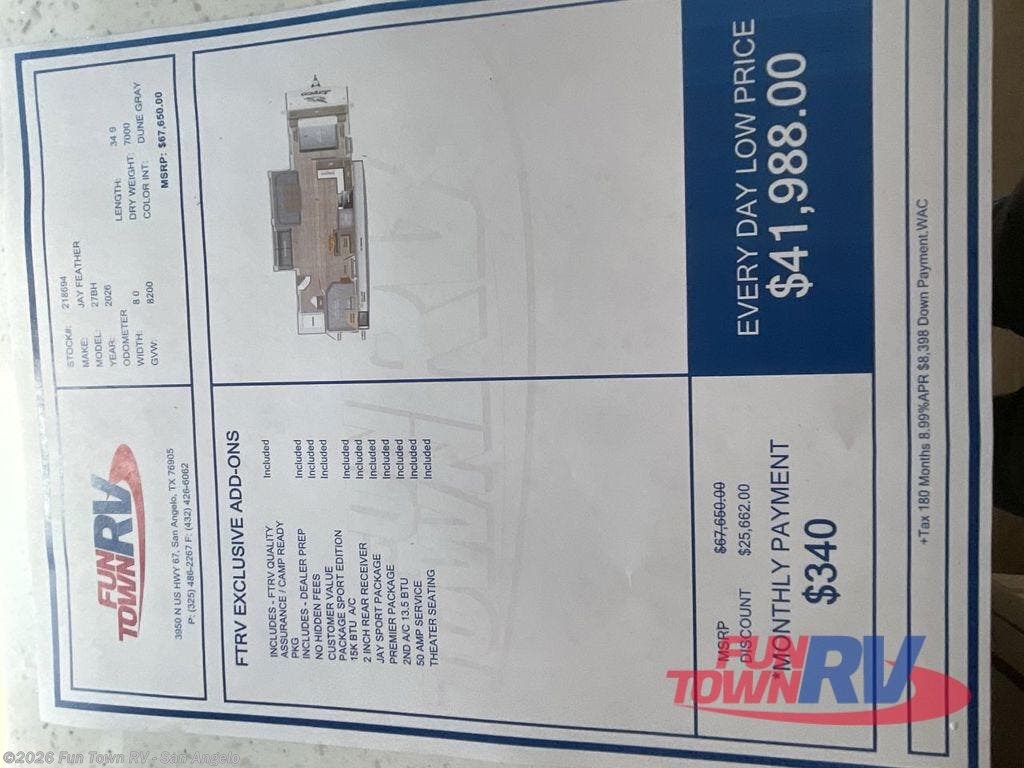 FUN
TOWN RV
3950 N US HWY 67, San Angelo, TX 76905
P: (325) 486-2267 F: (432) 426-6062
STOCK#: 218694
MAKE: JAY FEATHER
MODEL: 27BH
YEAR: 2026
ODOMETER
WIDTH: 8 0
GVW: 8200
LENGTH: 34.9
DRY WEIGHT: 7000
COLOR INT: DUNE GRAY
MSRP: $67,650.00
FTRV EXCLUSIVE ADD-ONS
INCLUDES - FTRV QUALITY Included
ASSURANCE / CAMP READY
PKG
INCLUDES - DEALER PREP Included
NO HIDDEN FEES Included
CUSTOMER VALUE Included
PACKAGE SPORT EDITION
15K BTU A/C Included
2 INCH REAR RECEIVER Included
JAY SPORT PACKAGE Included
PREMIER PACKAGE Included
2ND A/C 13.5 BTU Included
50 AMP SERVICE Included
THEATER SEATING Included
MSRP $67,650.00
DISCOUNT $25,662.00
*MONTHLY PAYMENT
$340
EVERY DAY LOW PRICE
$41,988.00
+Tax 180 Months 8.99%APR $8,398 Down Payment.WAC
FUN
TOWN RV
©2026 Fun Town RV - San Angelo